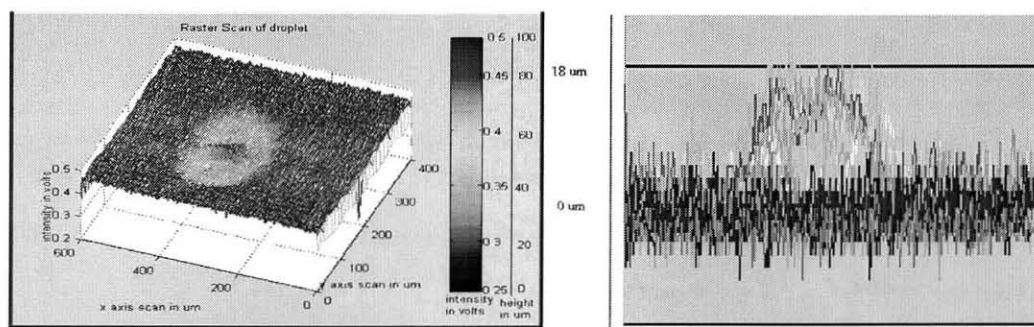 Raster Scan of droplet
0.5 100
0.45 80
0.4 60
0.35 40
0.3 20
0.25 0
intensity in volts
height in um
0.5
0.4
0.3
0.2
intensity in volts
600
400
200
0
x axis scan in um
0
100
200
300
400
y axis scan in um
18 um
0 um